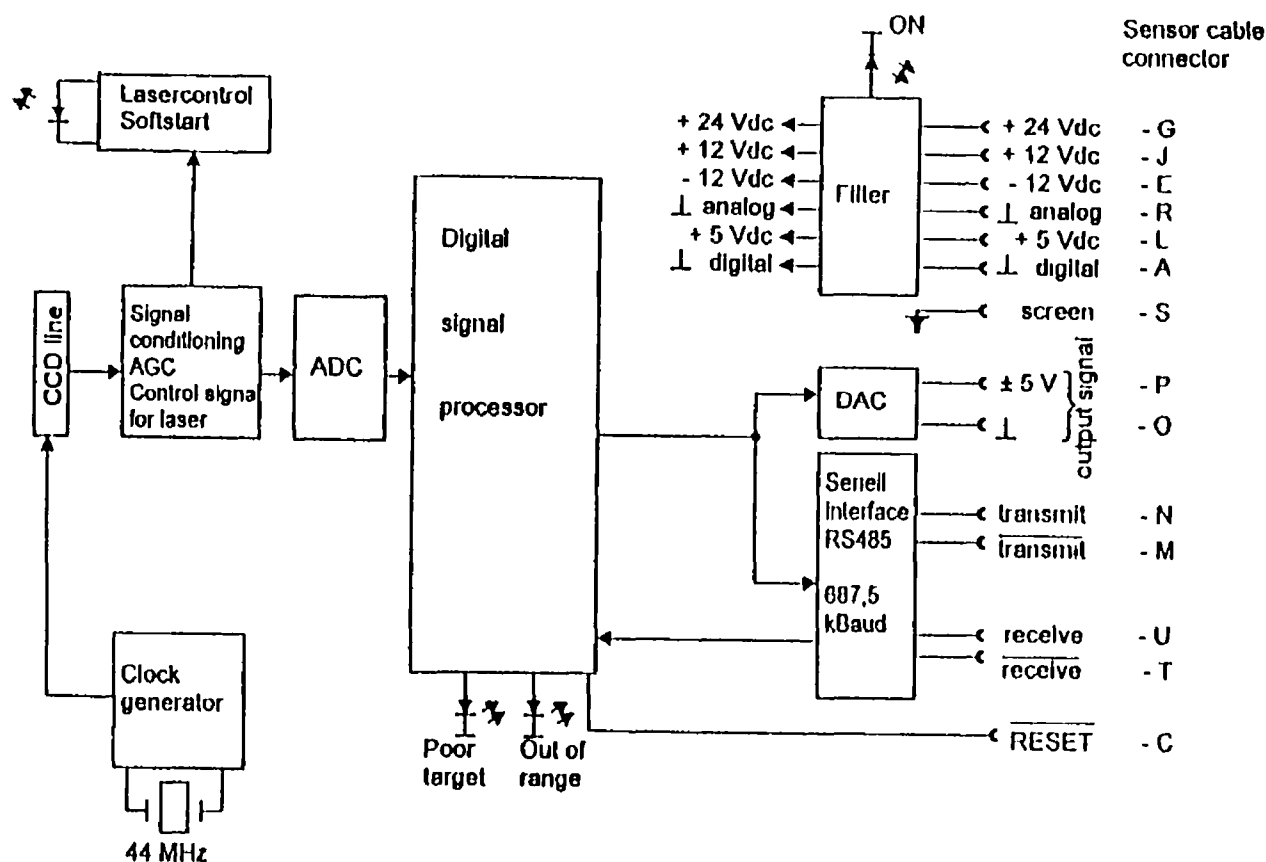 ON
Sensor cable
connector
Lasercontrol
Softstart
+ 24 Vdc
+ 12 Vdc
- 12 Vdc
⊥ analog
+ 5 Vdc
⊥ digital
Filler
+ 24 Vdc - G
+ 12 Vdc - J
- 12 Vdc - E
⊥ analog - R
+ 5 Vdc - L
⊥ digital - A
screen - S
CCD line
Signal
conditioning
AGC
Control signal
for laser
ADC
Digital
signal
processor
DAC
± 5 V - P
⊥ - O
output signal
Seriell
Interface
RS485
687,5
kBaud
transmit - N
transmit - M
receive - U
receive - T
RESET - C
Clock
generator
44 MHz
Poor
target
Out of
range